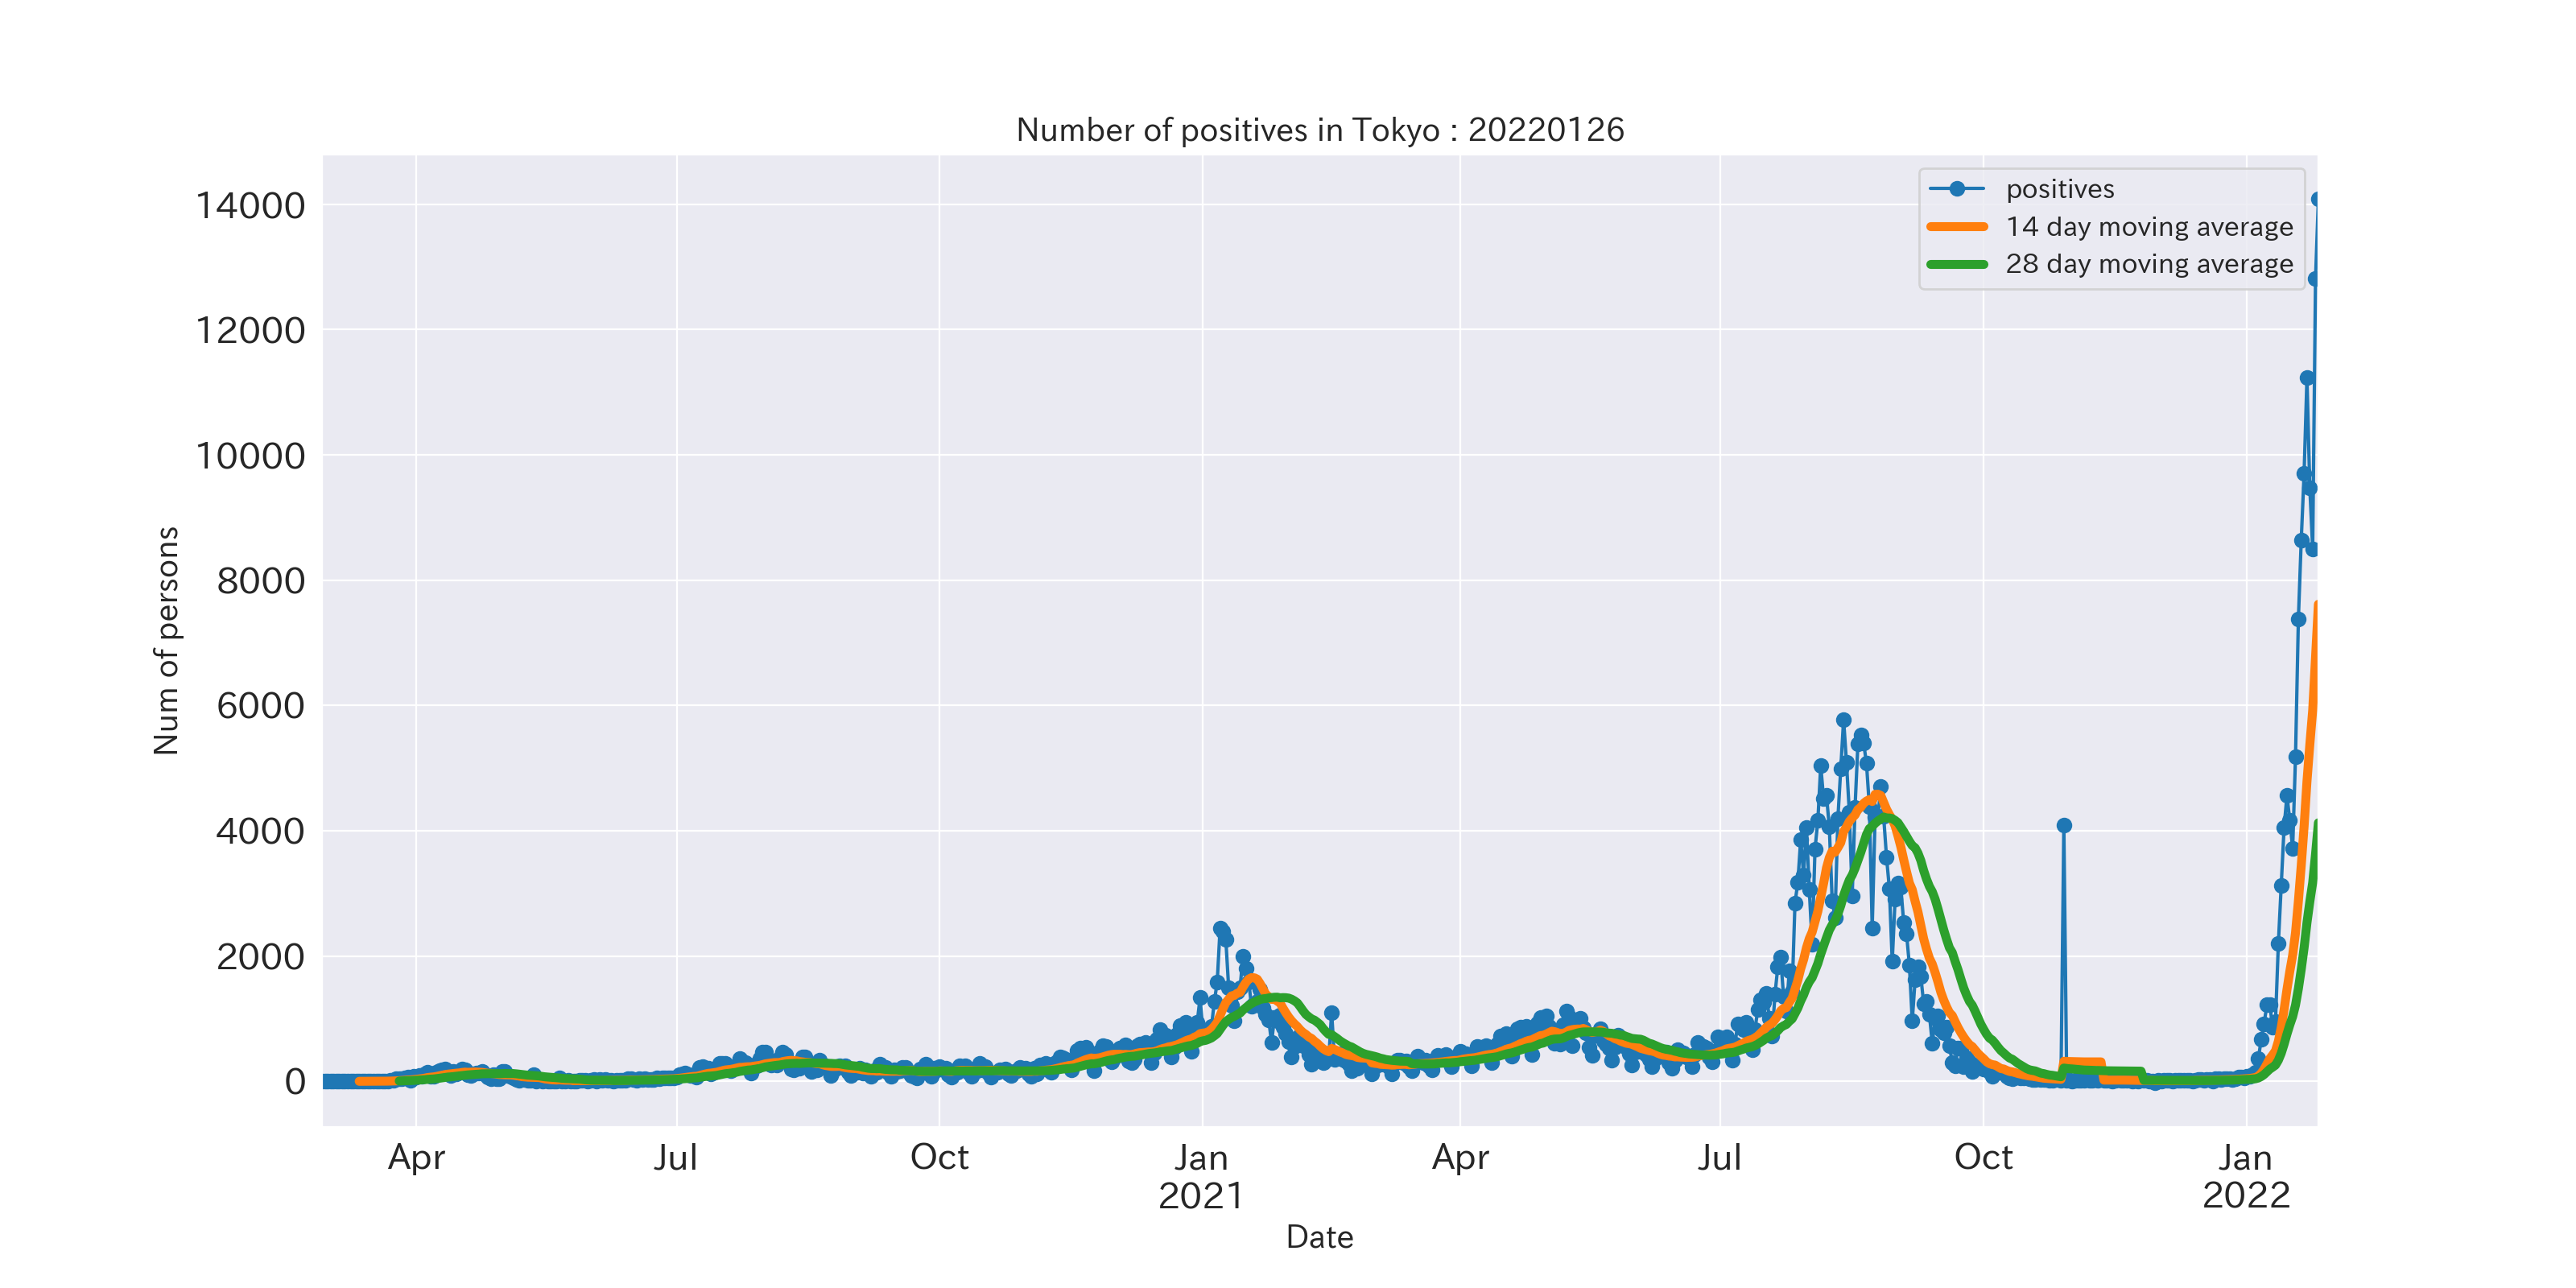 Number of positives in Tokyo : 20220126
positives
14 day moving average
28 day moving average
14000
12000
10000
8000
6000
4000
2000
0
Num of persons
Apr
Jul
Oct
Jan
2021
Apr
Jul
Oct
Jan
2022
Date